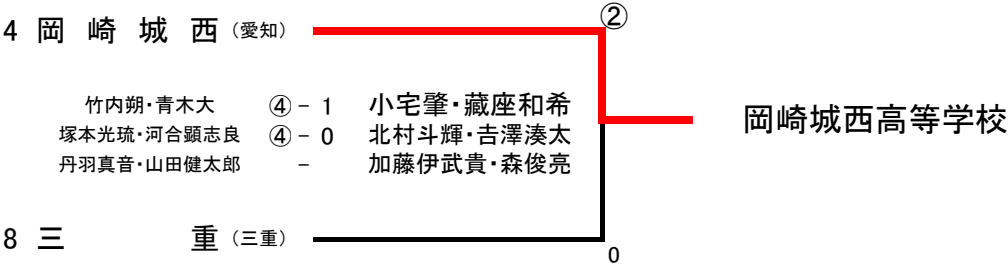 ②
4 岡崎城西(愛知)
竹内朔・青木大 ④ - 1 小宅肇・藏座和希
岡崎城西高等学校
塚本光琉・河合顕志良 ④ - 0 北村斗輝・吉澤湊太
丹羽真音・山田健太郎 - 加藤伊武貴・森俊亮
8 三重(三重)
0